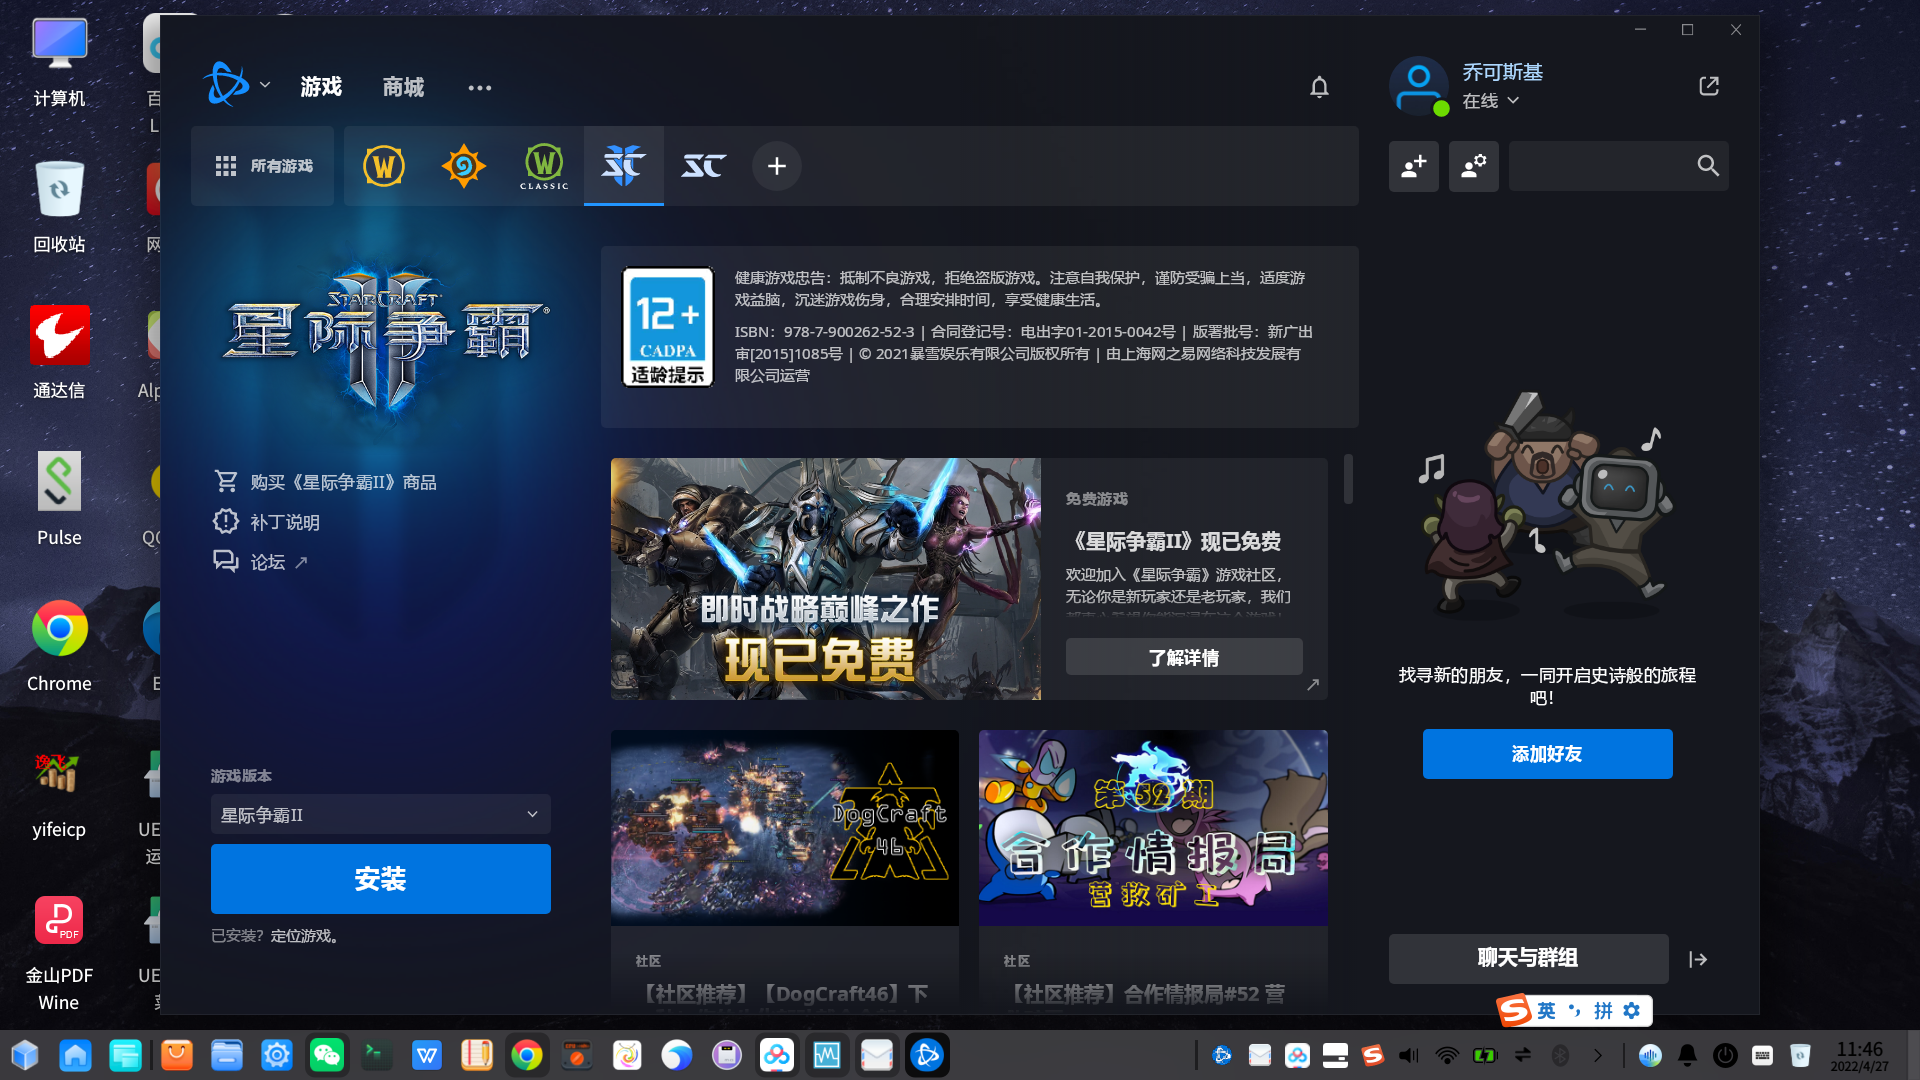 计算机
百
L
回收站
网
通达信
Alp
Pulse
QQ
Chrome
E
yifeicp
UE
运
金山PDF
Wine
UE
游戏
商城
乔可斯基
在线
所有游戏
W
W
CLASSIC
SC
SC
STARCRAFT
星际争霸
II
12+
CADPA
适龄提示
健康游戏忠告：抵制不良游戏，拒绝盗版游戏。注意自我保护，谨防受骗上当，适度游
戏益脑，沉迷游戏伤身，合理安排时间，享受健康生活。
ISBN：978-7-900262-52-3 | 合同登记号：电出字01-2015-0042号 | 版署批号：新广出
审[2015]1085号 | © 2021暴雪娱乐有限公司版权所有 | 由上海网之易网络科技发展有
限公司运营
购买《星际争霸II》商品
补丁说明
论坛
即时战略巅峰之作
现已免费
免费游戏
《星际争霸II》现已免费
欢迎加入《星际争霸》游戏社区，
无论你是新玩家还是老玩家，我们
了解详情
找寻新的朋友，一同开启史诗般的旅程
吧！
添加好友
游戏版本
星际争霸II
安装
已安装？定位游戏。
DogCraft
46
第52期
合作情报局
营救矿工
社区
【社区推荐】【DogCraft46】下
社区
【社区推荐】合作情报局#52 营
聊天与群组
英 拼
11:46
2022/4/27